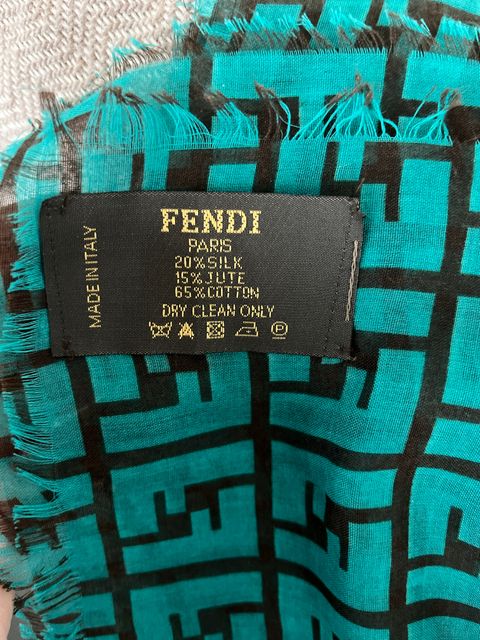 FENDI
PARIS
20%SILK
15%JUTE
65%COTTON
DRY CLEAN ONLY
MADE IN ITALY